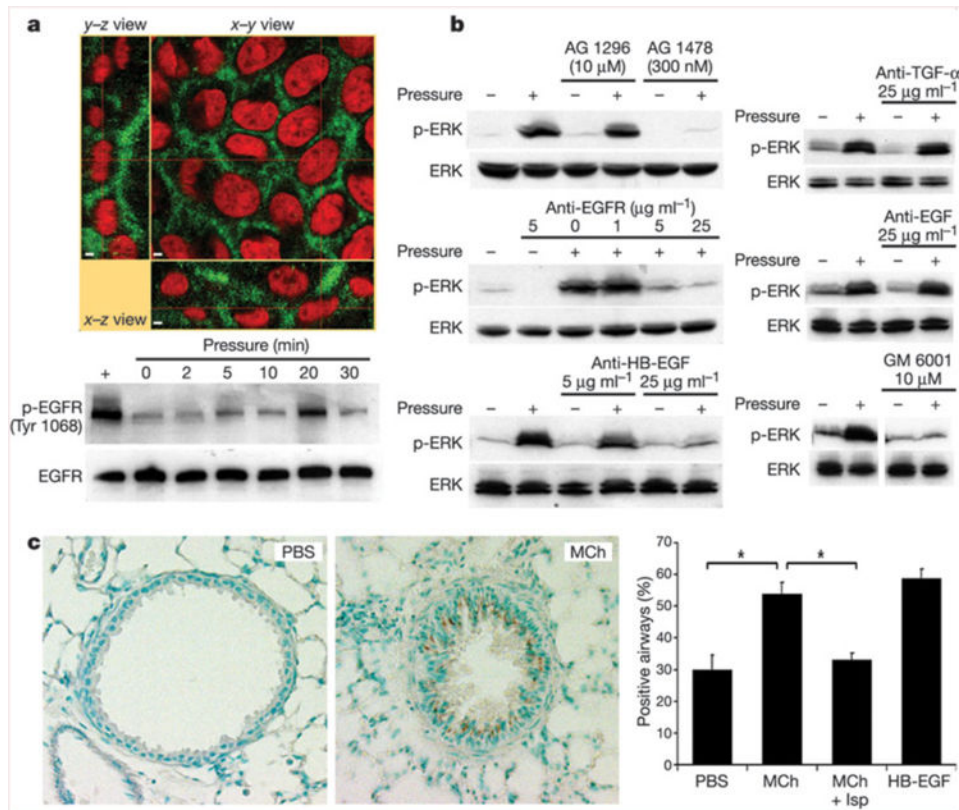 a
y–z view
x–y view
x–z view
Pressure (min)
+ 0 2 5 10 20 30
p-EGFR
(Tyr 1068)
EGFR
b
AG 1296
(10 μM)
AG 1478
(300 nM)
Pressure – + – + – +
p-ERK
ERK
Anti-EGFR (μg ml⁻¹)
5 0 1 5 25
Pressure – – + + + +
p-ERK
ERK
Anti-HB-EGF
5 μg ml⁻¹ 25 μg ml⁻¹
Pressure – + – + – +
p-ERK
ERK
Anti-TGF-α
25 μg ml⁻¹
Pressure – + – +
p-ERK
ERK
Anti-EGF
25 μg ml⁻¹
Pressure – + – +
p-ERK
ERK
GM 6001
10 μM
Pressure – + – +
p-ERK
ERK
c
PBS
MCh
Positive airways (%)
70
60
50
40
30
20
10
0
* *
PBS MCh MCh HB-EGF
+ Isp